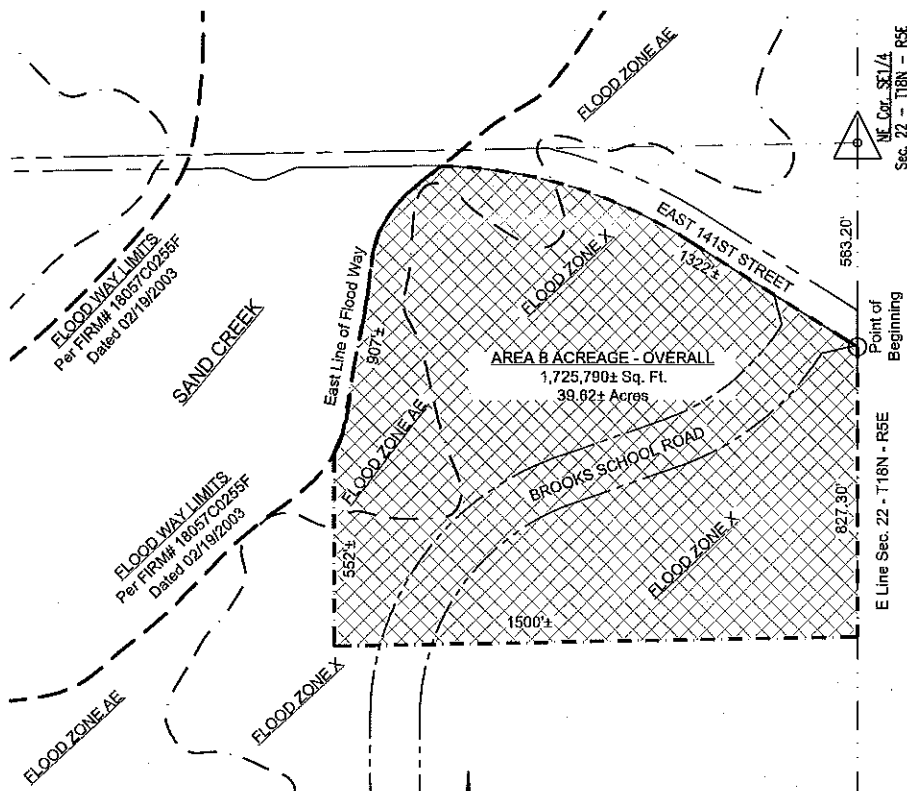 FLOOD ZONE AE
NE Cor. SE1/4
Sec. 22 - T18N - R5E
583.20'
EAST 141ST STREET
1322'±
FLOOD ZONE X
Point of
Beginning
FLOOD WAY LIMITS
Per FIRM# 18057C0255F
Dated 02/19/2003
SAND CREEK
East Line of Flood Way
907'±
AREA B ACREAGE - OVERALL
1,725,790± Sq. Ft.
39.62± Acres
FLOOD ZONE AE
BROOKS SCHOOL ROAD
827.30'
E Line Sec. 22 - T18N - R5E
FLOOD WAY LIMITS
Per FIRM# 18057C0255F
Dated 02/19/2003
552'±
FLOOD ZONE X
1500'±
FLOOD ZONE AE
FLOOD ZONE X